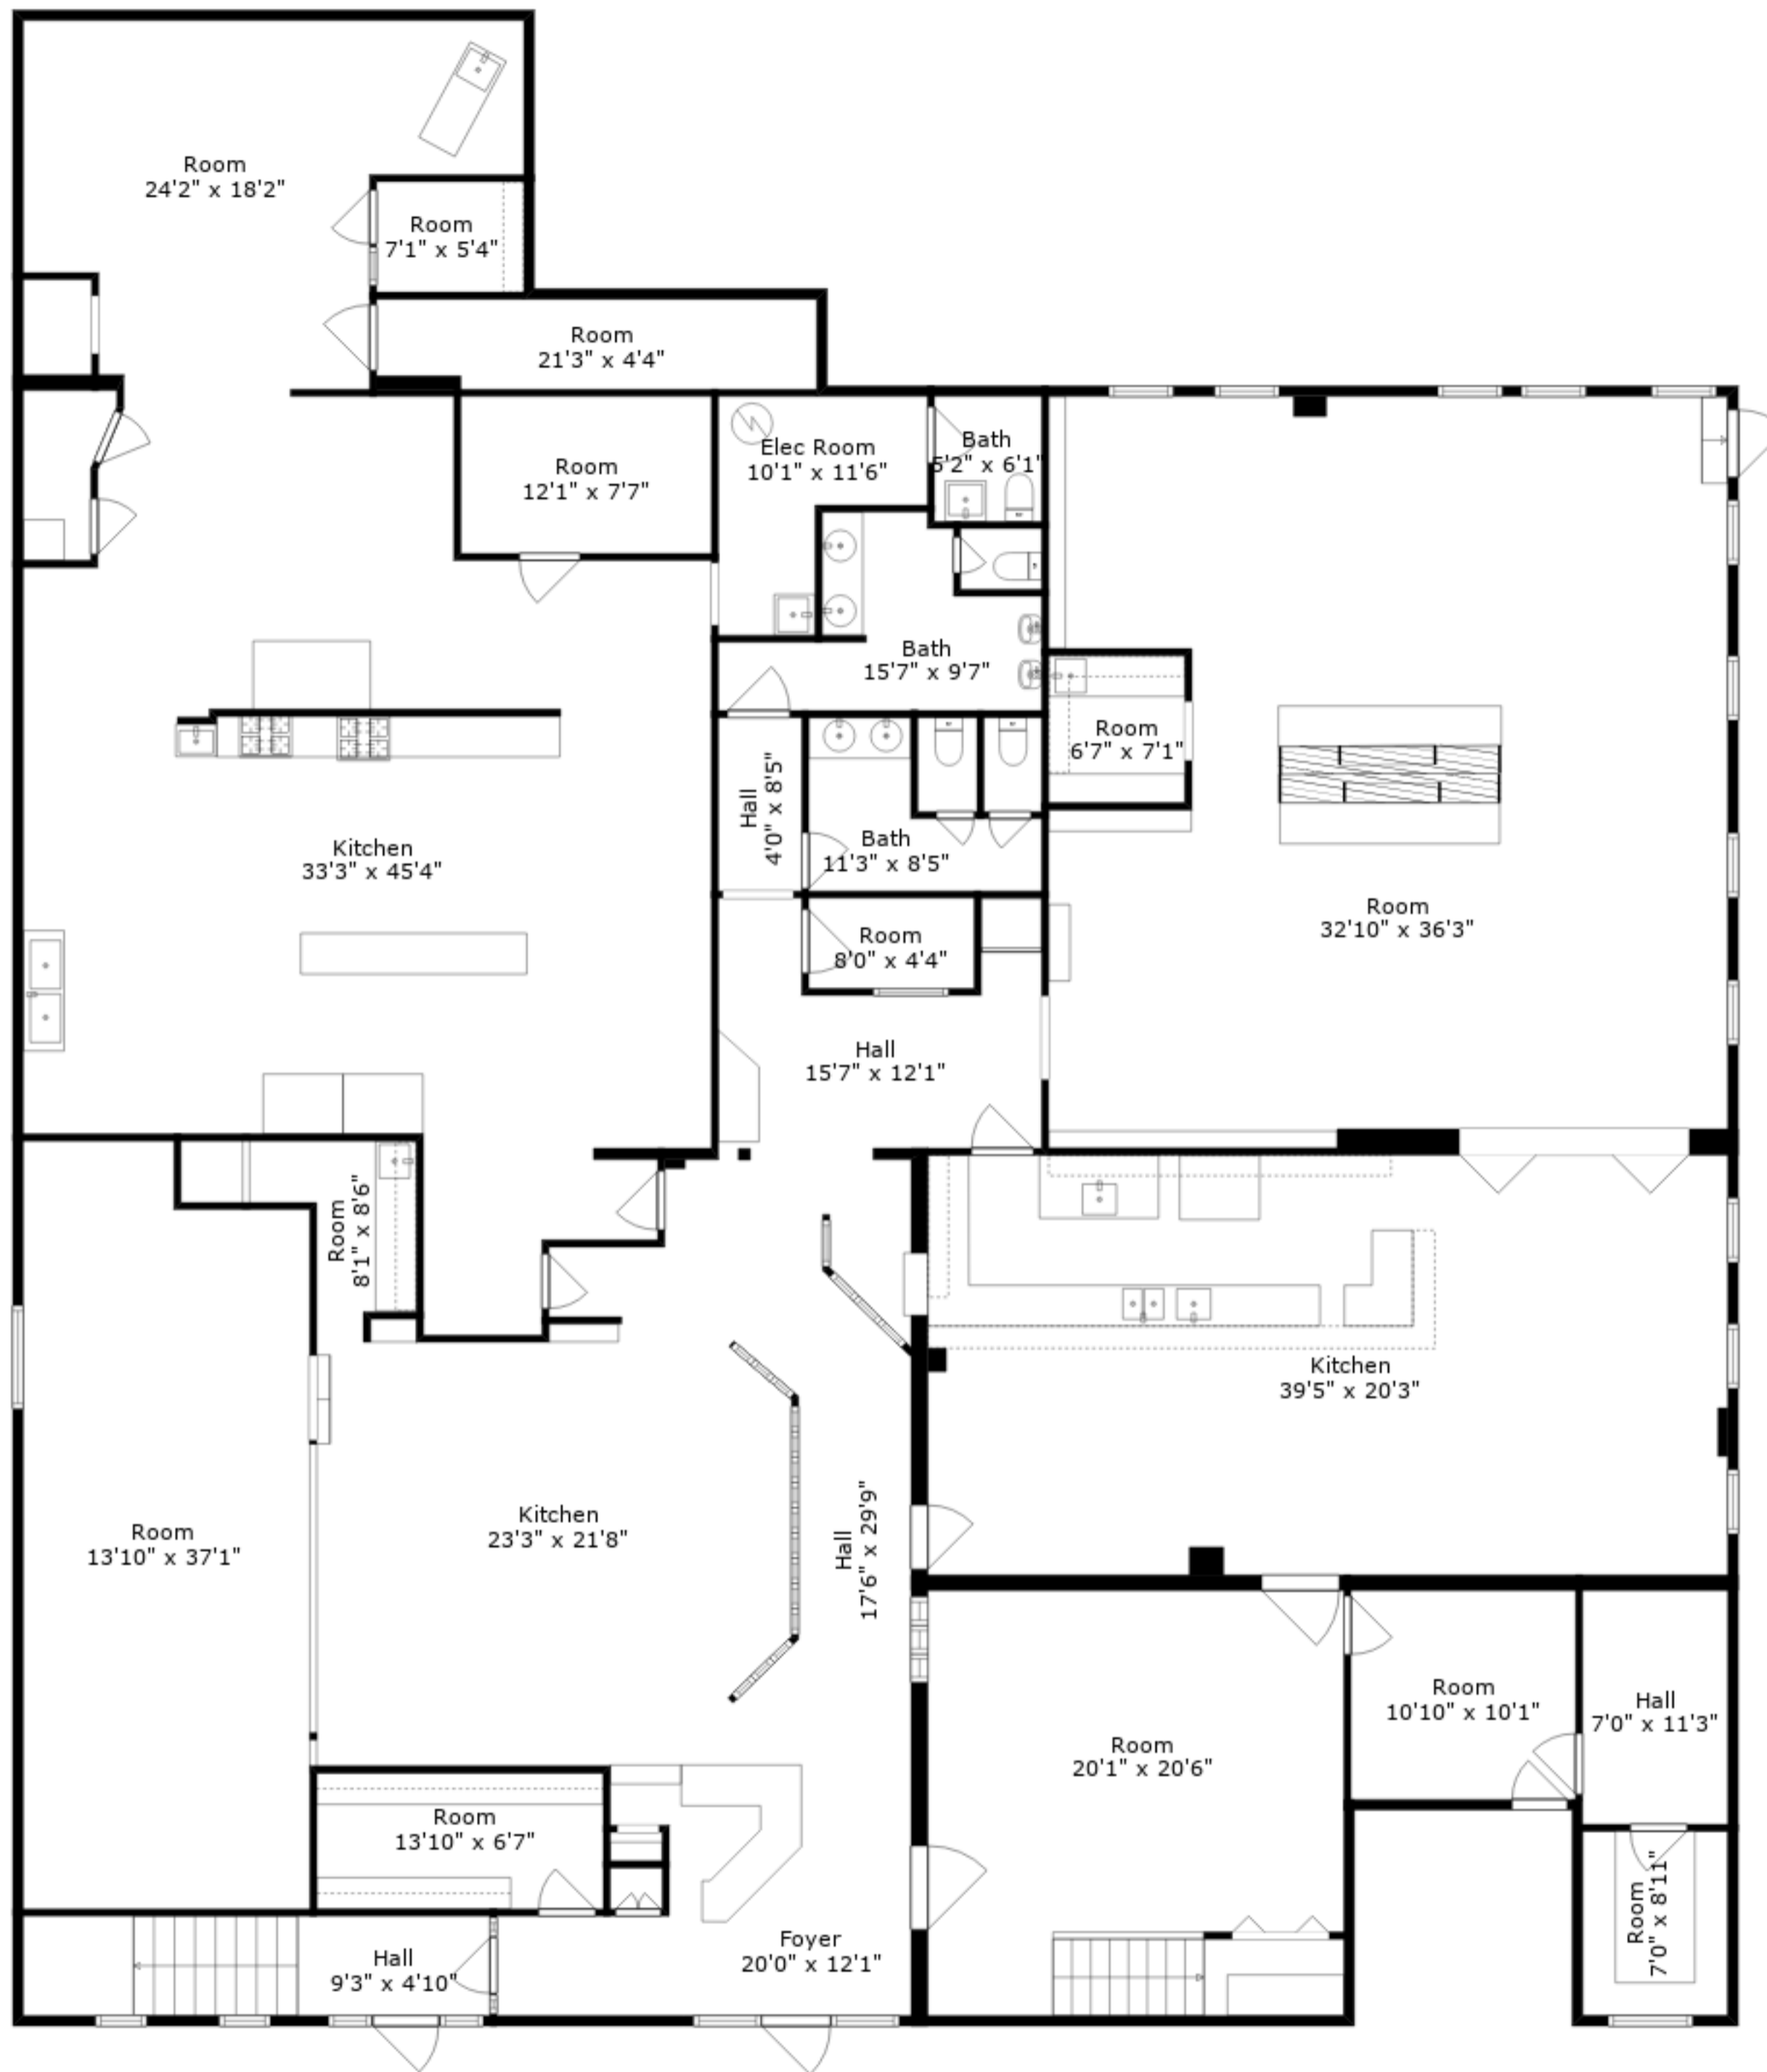 Room
24'2" x 18'2"
Room
7'1" x 5'4"
Room
21'3" x 4'4"
Room
12'1" x 7'7"
Elec Room
10'1" x 11'6"
Bath
5'2" x 6'1"
Bath
15'7" x 9'7"
Room
6'7" x 7'1"
Hall
4'0" x 8'5"
Bath
11'3" x 8'5"
Kitchen
33'3" x 45'4"
Room
32'10" x 36'3"
Room
8'0" x 4'4"
Hall
15'7" x 12'1"
Room
8'1" x 8'6"
Kitchen
39'5" x 20'3"
Room
13'10" x 37'1"
Kitchen
23'3" x 21'8"
Hall
17'6" x 29'9"
Room
10'10" x 10'1"
Hall
7'0" x 11'3"
Room
20'1" x 20'6"
Room
13'10" x 6'7"
Room
7'0" x 8'11"
Hall
9'3" x 4'10"
Foyer
20'0" x 12'1"